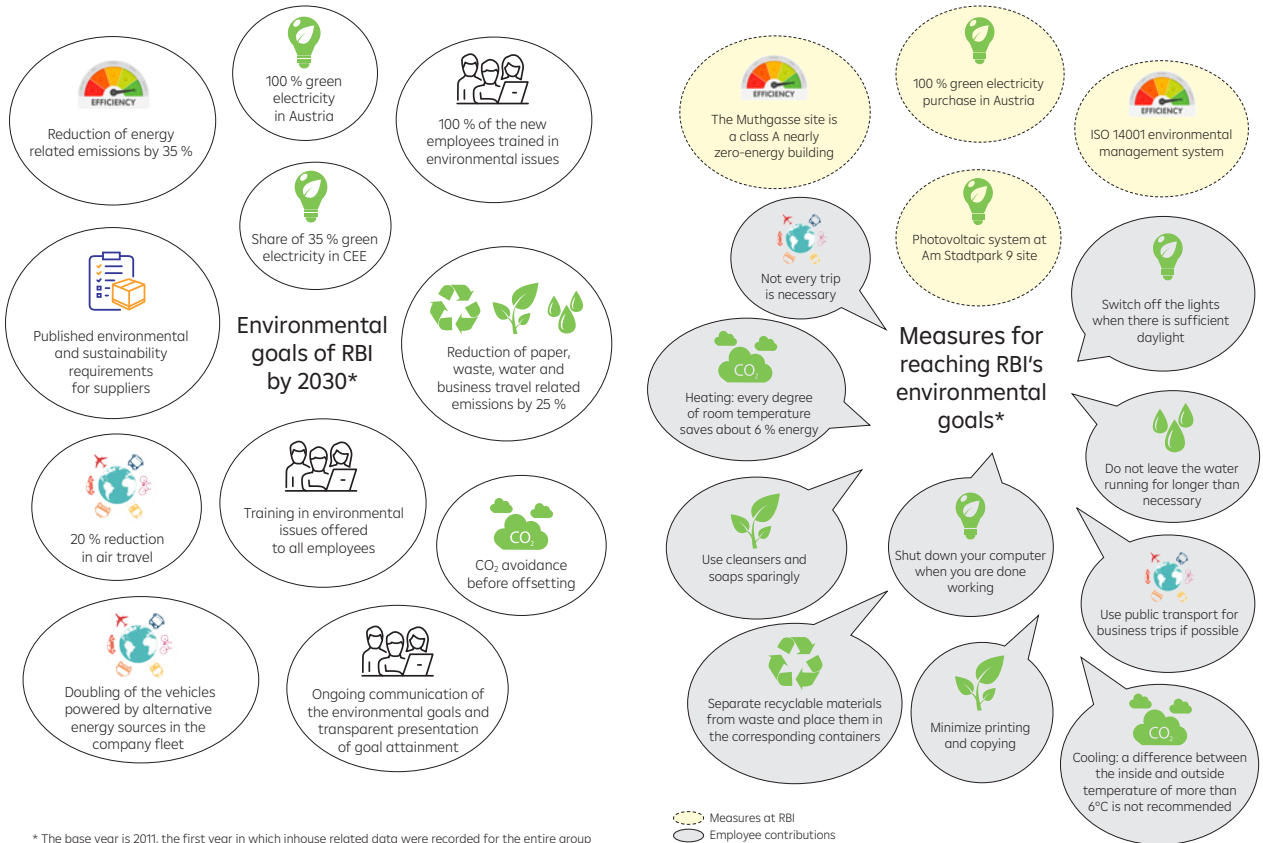 EFFICIENCY
Reduction of energy
related emissions by 35 %
100 % green
electricity
in Austria
100 % of the new
employees trained in
environmental issues
Share of 35 % green
electricity in CEE
Published environmental
and sustainability
requirements
for suppliers
Environmental
goals of RBI
by 2030*
Reduction of paper,
waste, water and
business travel related
emissions by 25 %
20 % reduction
in air travel
Training in environmental
issues offered
to all employees
CO₂
CO₂ avoidance
before offsetting
Doubling of the vehicles
powered by alternative
energy sources in the
company fleet
Ongoing communication of
the environmental goals and
transparent presentation
of goal attainment
* The base year is 2011, the first year in which inhouse related data were recorded for the entire group
EFFICIENCY
The Muthgasse site is
a class A nearly
zero-energy building
100 % green electricity
purchase in Austria
EFFICIENCY
ISO 14001 environmental
management system
Photovoltaic system at
Am Stadtpark 9 site
Not every trip
is necessary
Switch off the lights
when there is sufficient
daylight
Measures for
reaching RBI's
environmental
goals*
CO₂
Heating: every degree
of room temperature
saves about 6 % energy
Do not leave the water
running for longer than
necessary
Use cleansers and
soaps sparingly
Shut down your computer
when you are done
working
Use public transport for
business trips if possible
Separate recyclable materials
from waste and place them in
the corresponding containers
Minimize printing
and copying
CO₂
Cooling: a difference between
the inside and outside
temperature of more than
6°C is not recommended
Measures at RBI
Employee contributions